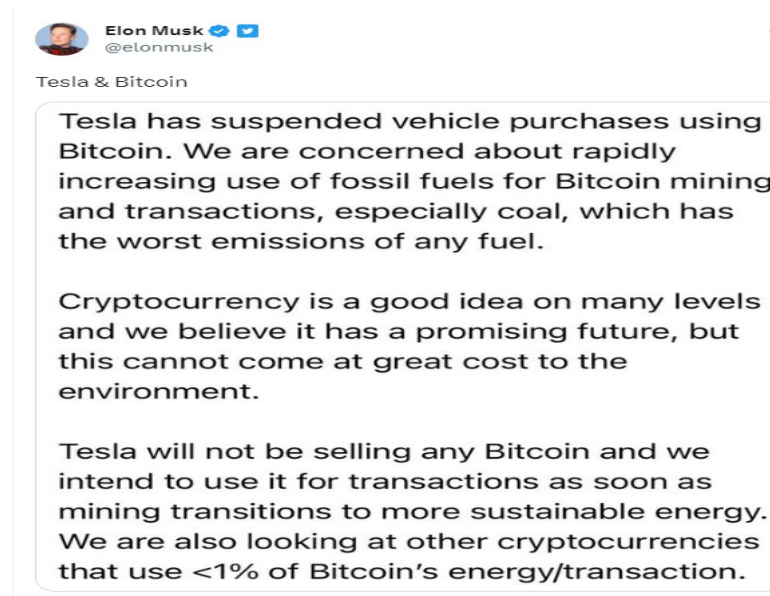 Elon Musk
@elonmusk
Tesla & Bitcoin
Tesla has suspended vehicle purchases using
Bitcoin. We are concerned about rapidly
increasing use of fossil fuels for Bitcoin mining
and transactions, especially coal, which has
the worst emissions of any fuel.
Cryptocurrency is a good idea on many levels
and we believe it has a promising future, but
this cannot come at great cost to the
environment.
Tesla will not be selling any Bitcoin and we
intend to use it for transactions as soon as
mining transitions to more sustainable energy.
We are also looking at other cryptocurrencies
that use <1% of Bitcoin’s energy/transaction.